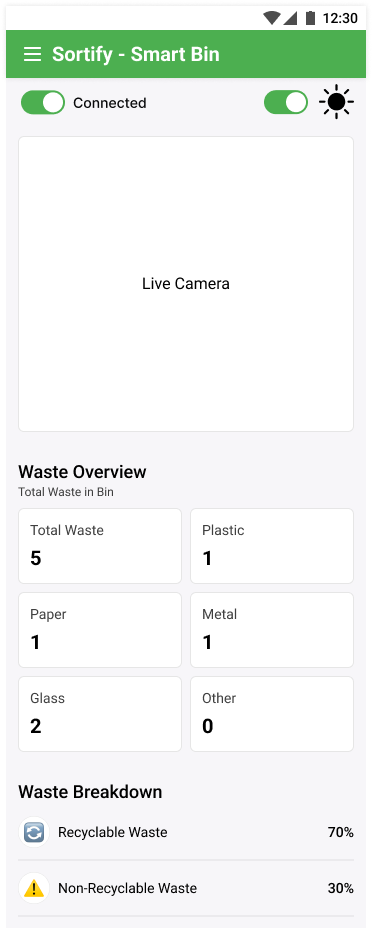 12:30
Sortify - Smart Bin
Connected
Live Camera
Waste Overview
Total Waste in Bin
Total Waste
5
Plastic
1
Paper
1
Metal
1
Glass
2
Other
0
Waste Breakdown
Recyclable Waste 70%
Non-Recyclable Waste 30%